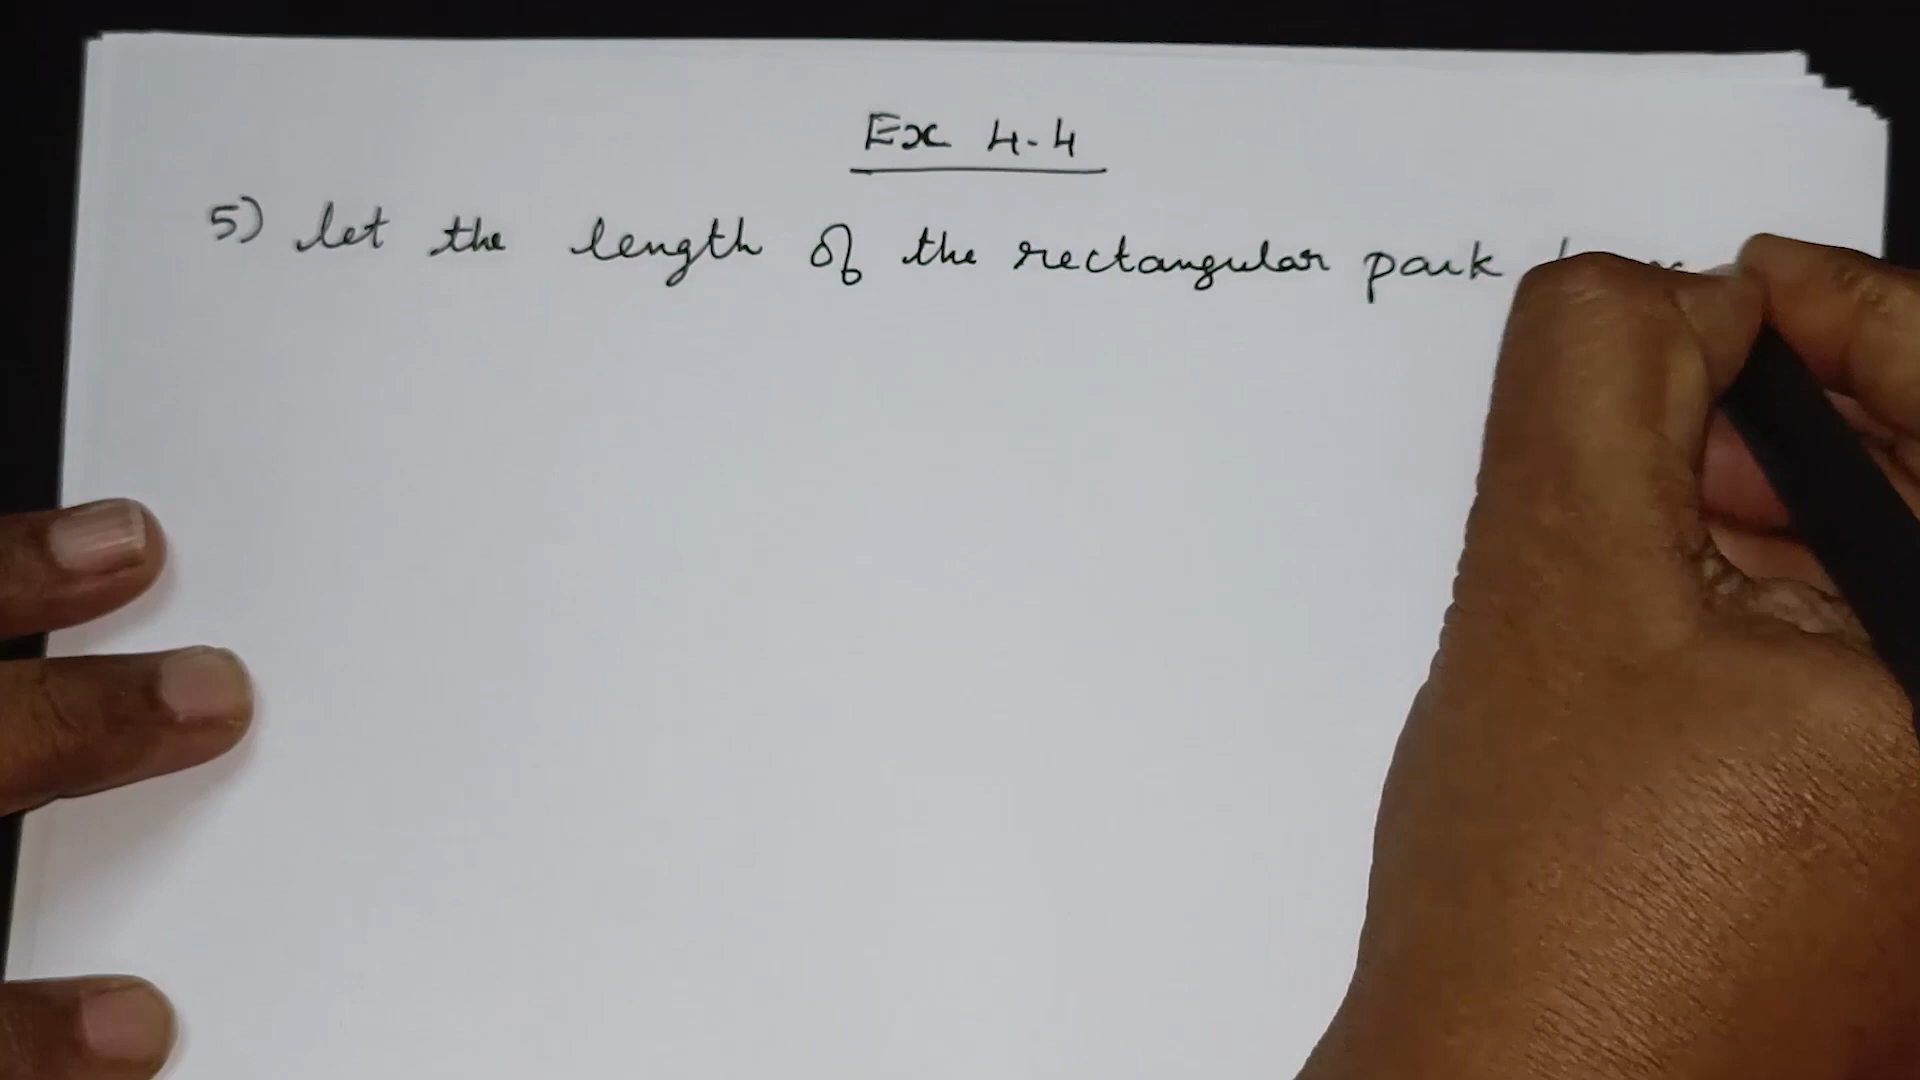 Ex 4.4
5) let the length of the rectangular park